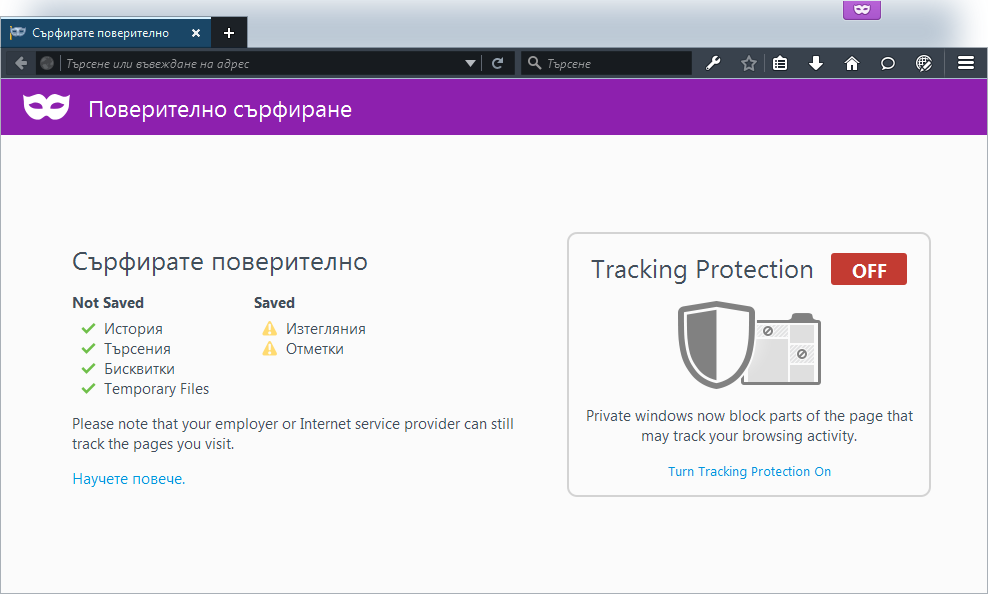 Сърфирате поверително
Търсене или въвеждане на адрес
Търсене
Поверително сърфиране
Сърфирате поверително
Not Saved
История
Търсения
Бисквитки
Temporary Files
Saved
Изтегляния
Отметки
Please note that your employer or Internet service provider can still
track the pages you visit.
Научете повече.
Tracking Protection
OFF
Private windows now block parts of the page that
may track your browsing activity.
Turn Tracking Protection On